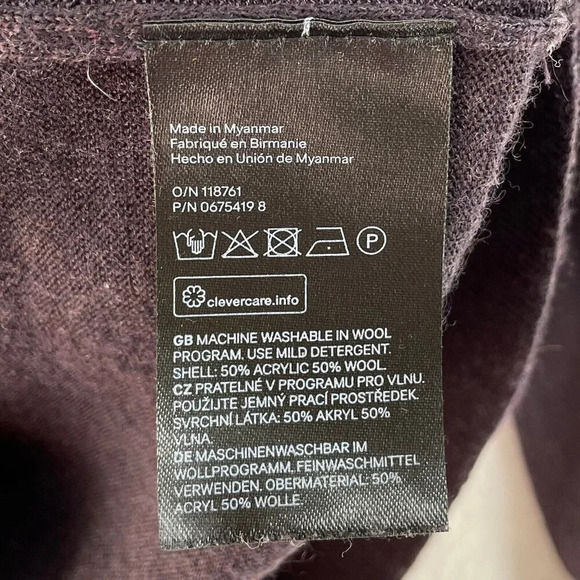 Made in Myanmar
Fabriqué en Birmanie
Hecho en Unión de Myanmar
O/N 118761
P/N 0675419 8
P
clevercare.info
GB MACHINE WASHABLE IN WOOL
PROGRAM. USE MILD DETERGENT.
SHELL: 50% ACRYLIC 50% WOOL.
CZ PRATELNÉ V PROGRAMU PRO VLNU.
POUŽIJTE JEMNÝ PRACÍ PROSTŘEDEK.
SVRCHNÍ LÁTKA: 50% AKRYL 50%
VLNA.
DE MASCHINENWASCHBAR IM
WOLLPROGRAMM. FEINWASCHMITTEL
VERWENDEN. OBERMATERIAL: 50%
ACRYL 50% WOLLE.